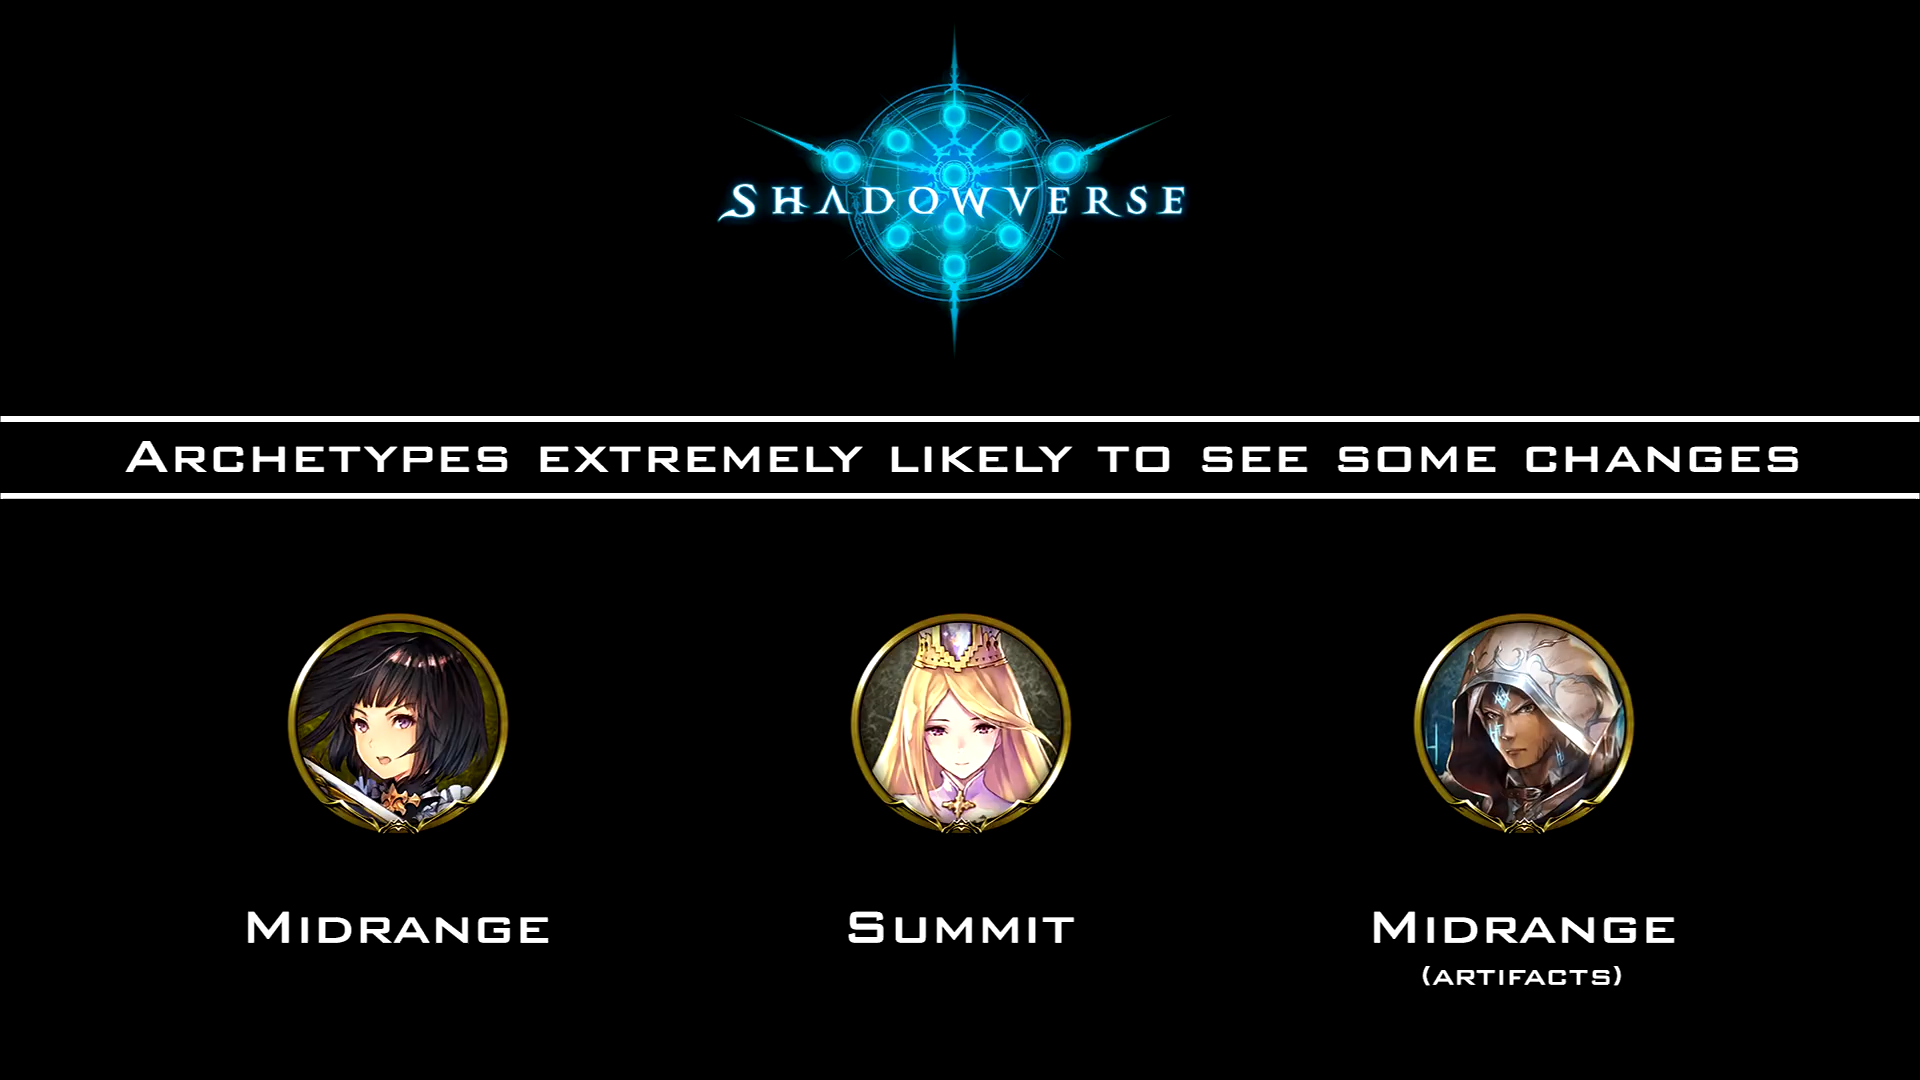 Shadowverse
Archetypes extremely likely to see some changes
Midrange
Summit
Midrange
(artifacts)